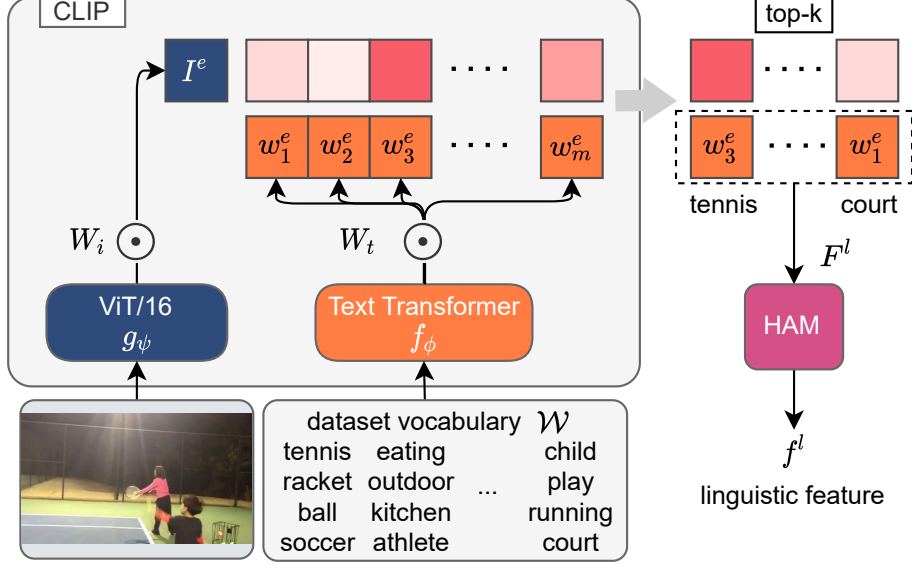 CLIP
top-k
I^e
w_1^e w_2^e w_3^e .... w_m^e
w_3^e .... w_1^e
tennis court
W_i
W_t
F^l
ViT/16
g_ψ
Text Transformer
f_ϕ
HAM
dataset vocabulary 𝒲
tennis eating child
racket outdoor ... play
ball kitchen running
soccer athlete court
f^l
linguistic feature